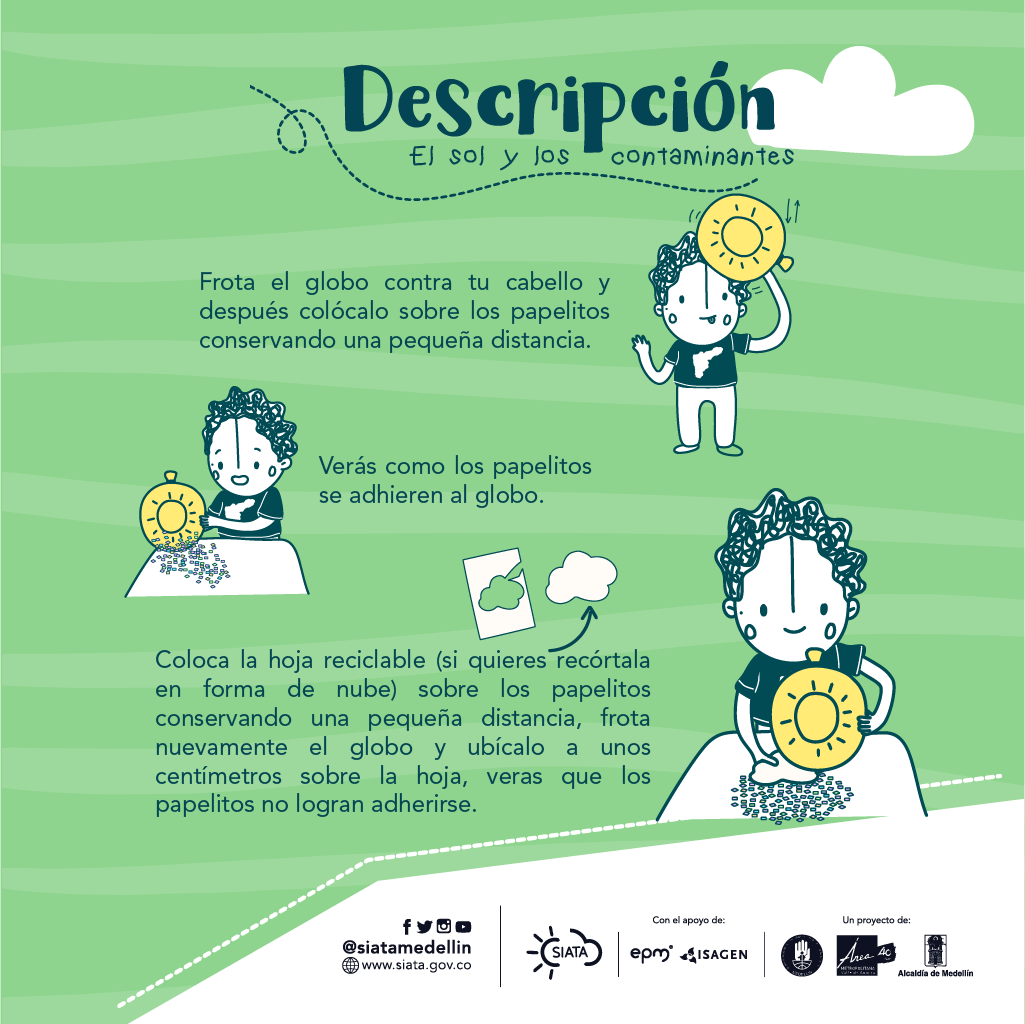 Descripción
El sol y los contaminantes
Frota el globo contra tu cabello y
después colócalo sobre los papelitos
conservando una pequeña distancia.
Verás como los papelitos
se adhieren al globo.
Coloca la hoja reciclable (si quieres recórtala
en forma de nube) sobre los papelitos
conservando una pequeña distancia, frota
nuevamente el globo y ubícalo a unos
centímetros sobre la hoja, veras que los
papelitos no logran adherirse.
@siatamedellin
www.siata.gov.co
SIATA
Con el apoyo de:
epm
ISAGEN
Un proyecto de:
Área
METROPOLITANA
Alcaldía de Medellín